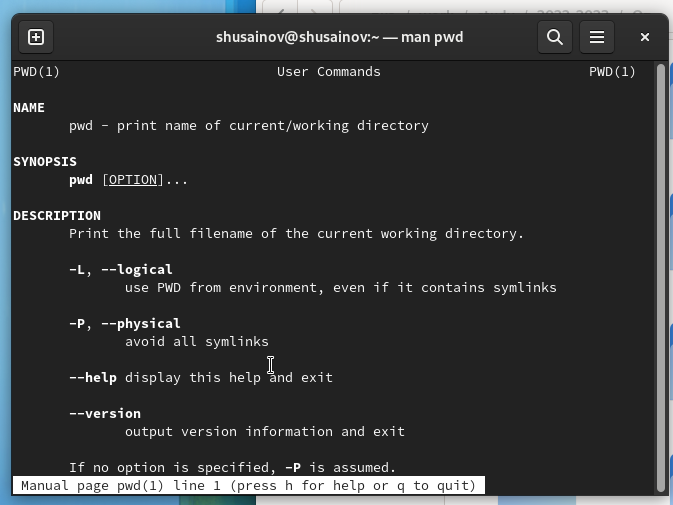 shusainov@shusainov:~ — man pwd
PWD(1) User Commands PWD(1)
NAME
pwd - print name of current/working directory
SYNOPSIS
pwd [OPTION]...
DESCRIPTION
Print the full filename of the current working directory.
-L, --logical
use PWD from environment, even if it contains symlinks
-P, --physical
avoid all symlinks
--help display this help and exit
--version
output version information and exit
If no option is specified, -P is assumed.
Manual page pwd(1) line 1 (press h for help or q to quit)